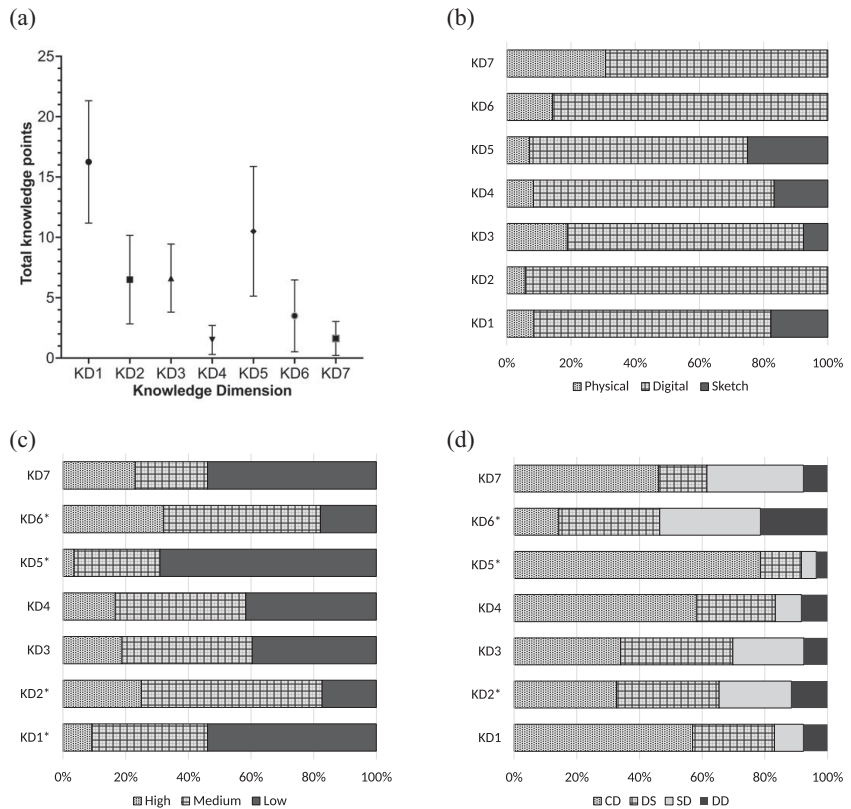 (a)
25
20
15
10
5
0
Total knowledge points
KD1 KD2 KD3 KD4 KD5 KD6 KD7
Knowledge Dimension
(b)
KD7
KD6
KD5
KD4
KD3
KD2
KD1
0% 20% 40% 60% 80% 100%
Physical Digital Sketch
(c)
KD7
KD6*
KD5*
KD4
KD3
KD2*
KD1*
0% 20% 40% 60% 80% 100%
High Medium Low
(d)
KD7
KD6*
KD5*
KD4
KD3
KD2*
KD1
0% 20% 40% 60% 80% 100%
CD DS SD DD